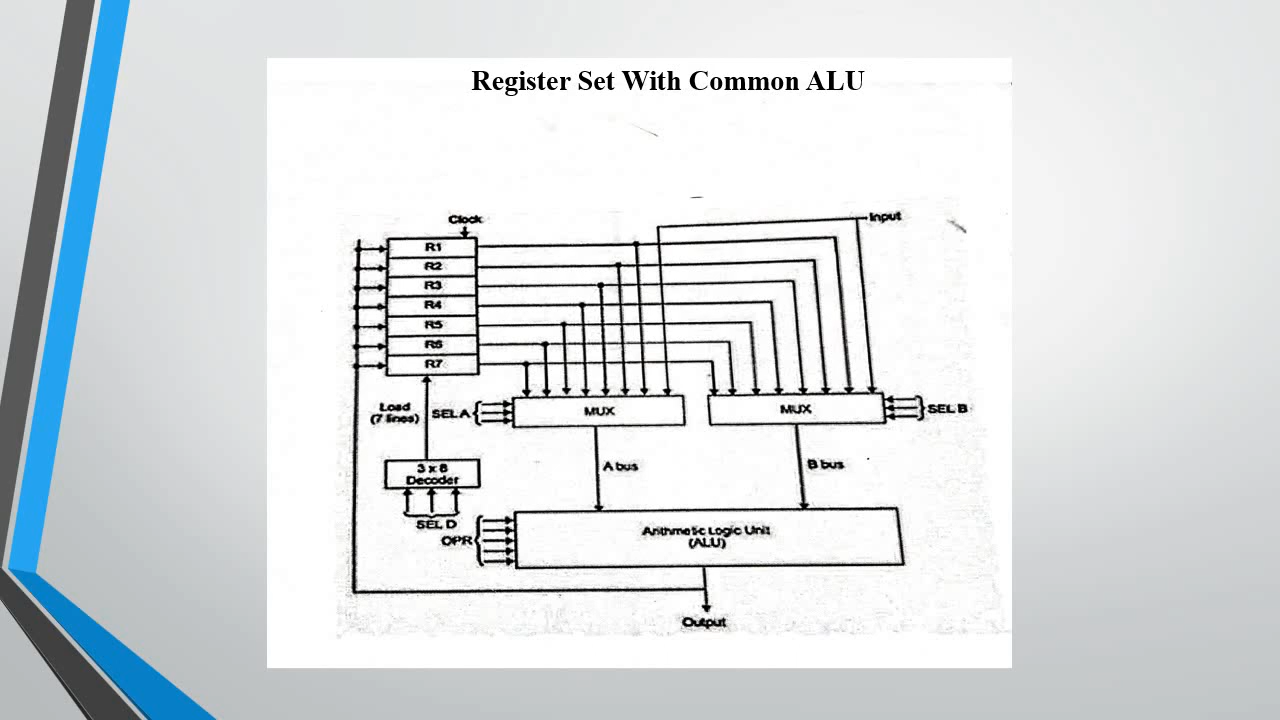 Register Set With Common ALU
Clock
Input
R1
R2
R3
R4
R5
R6
R7
Load
(7 lines)
SEL A
MUX
MUX
SEL B
3 x 8
Decoder
A bus
B bus
SEL D
OPR
Arithmetic Logic Unit
(ALU)
Output